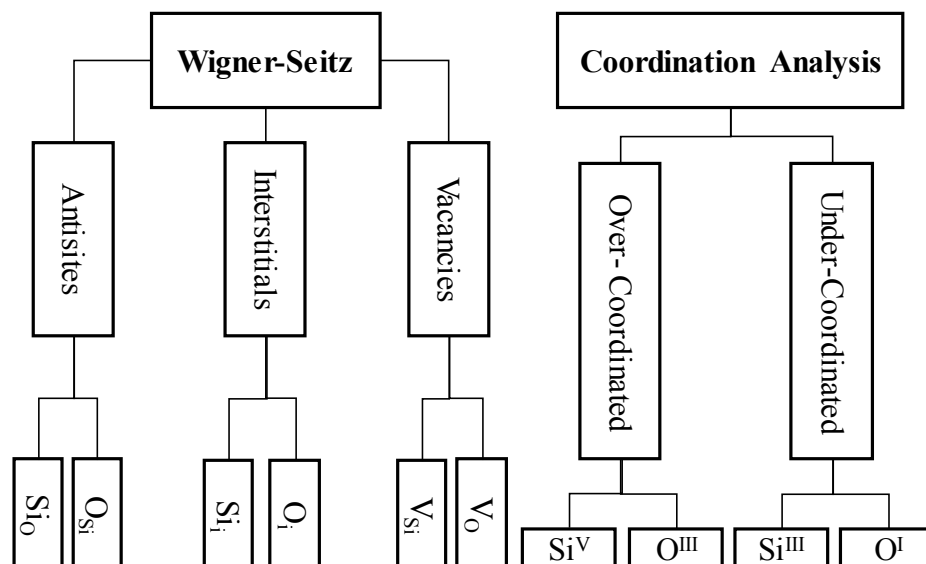 Wigner-Seitz
Coordination Analysis
Antisites
Interstitials
Vacancies
Over-Coordinated
Under-Coordinated
Si_O
O_Si
Si_i
O_i
V_Si
V_O
Si^V
O^III
Si^III
O^I